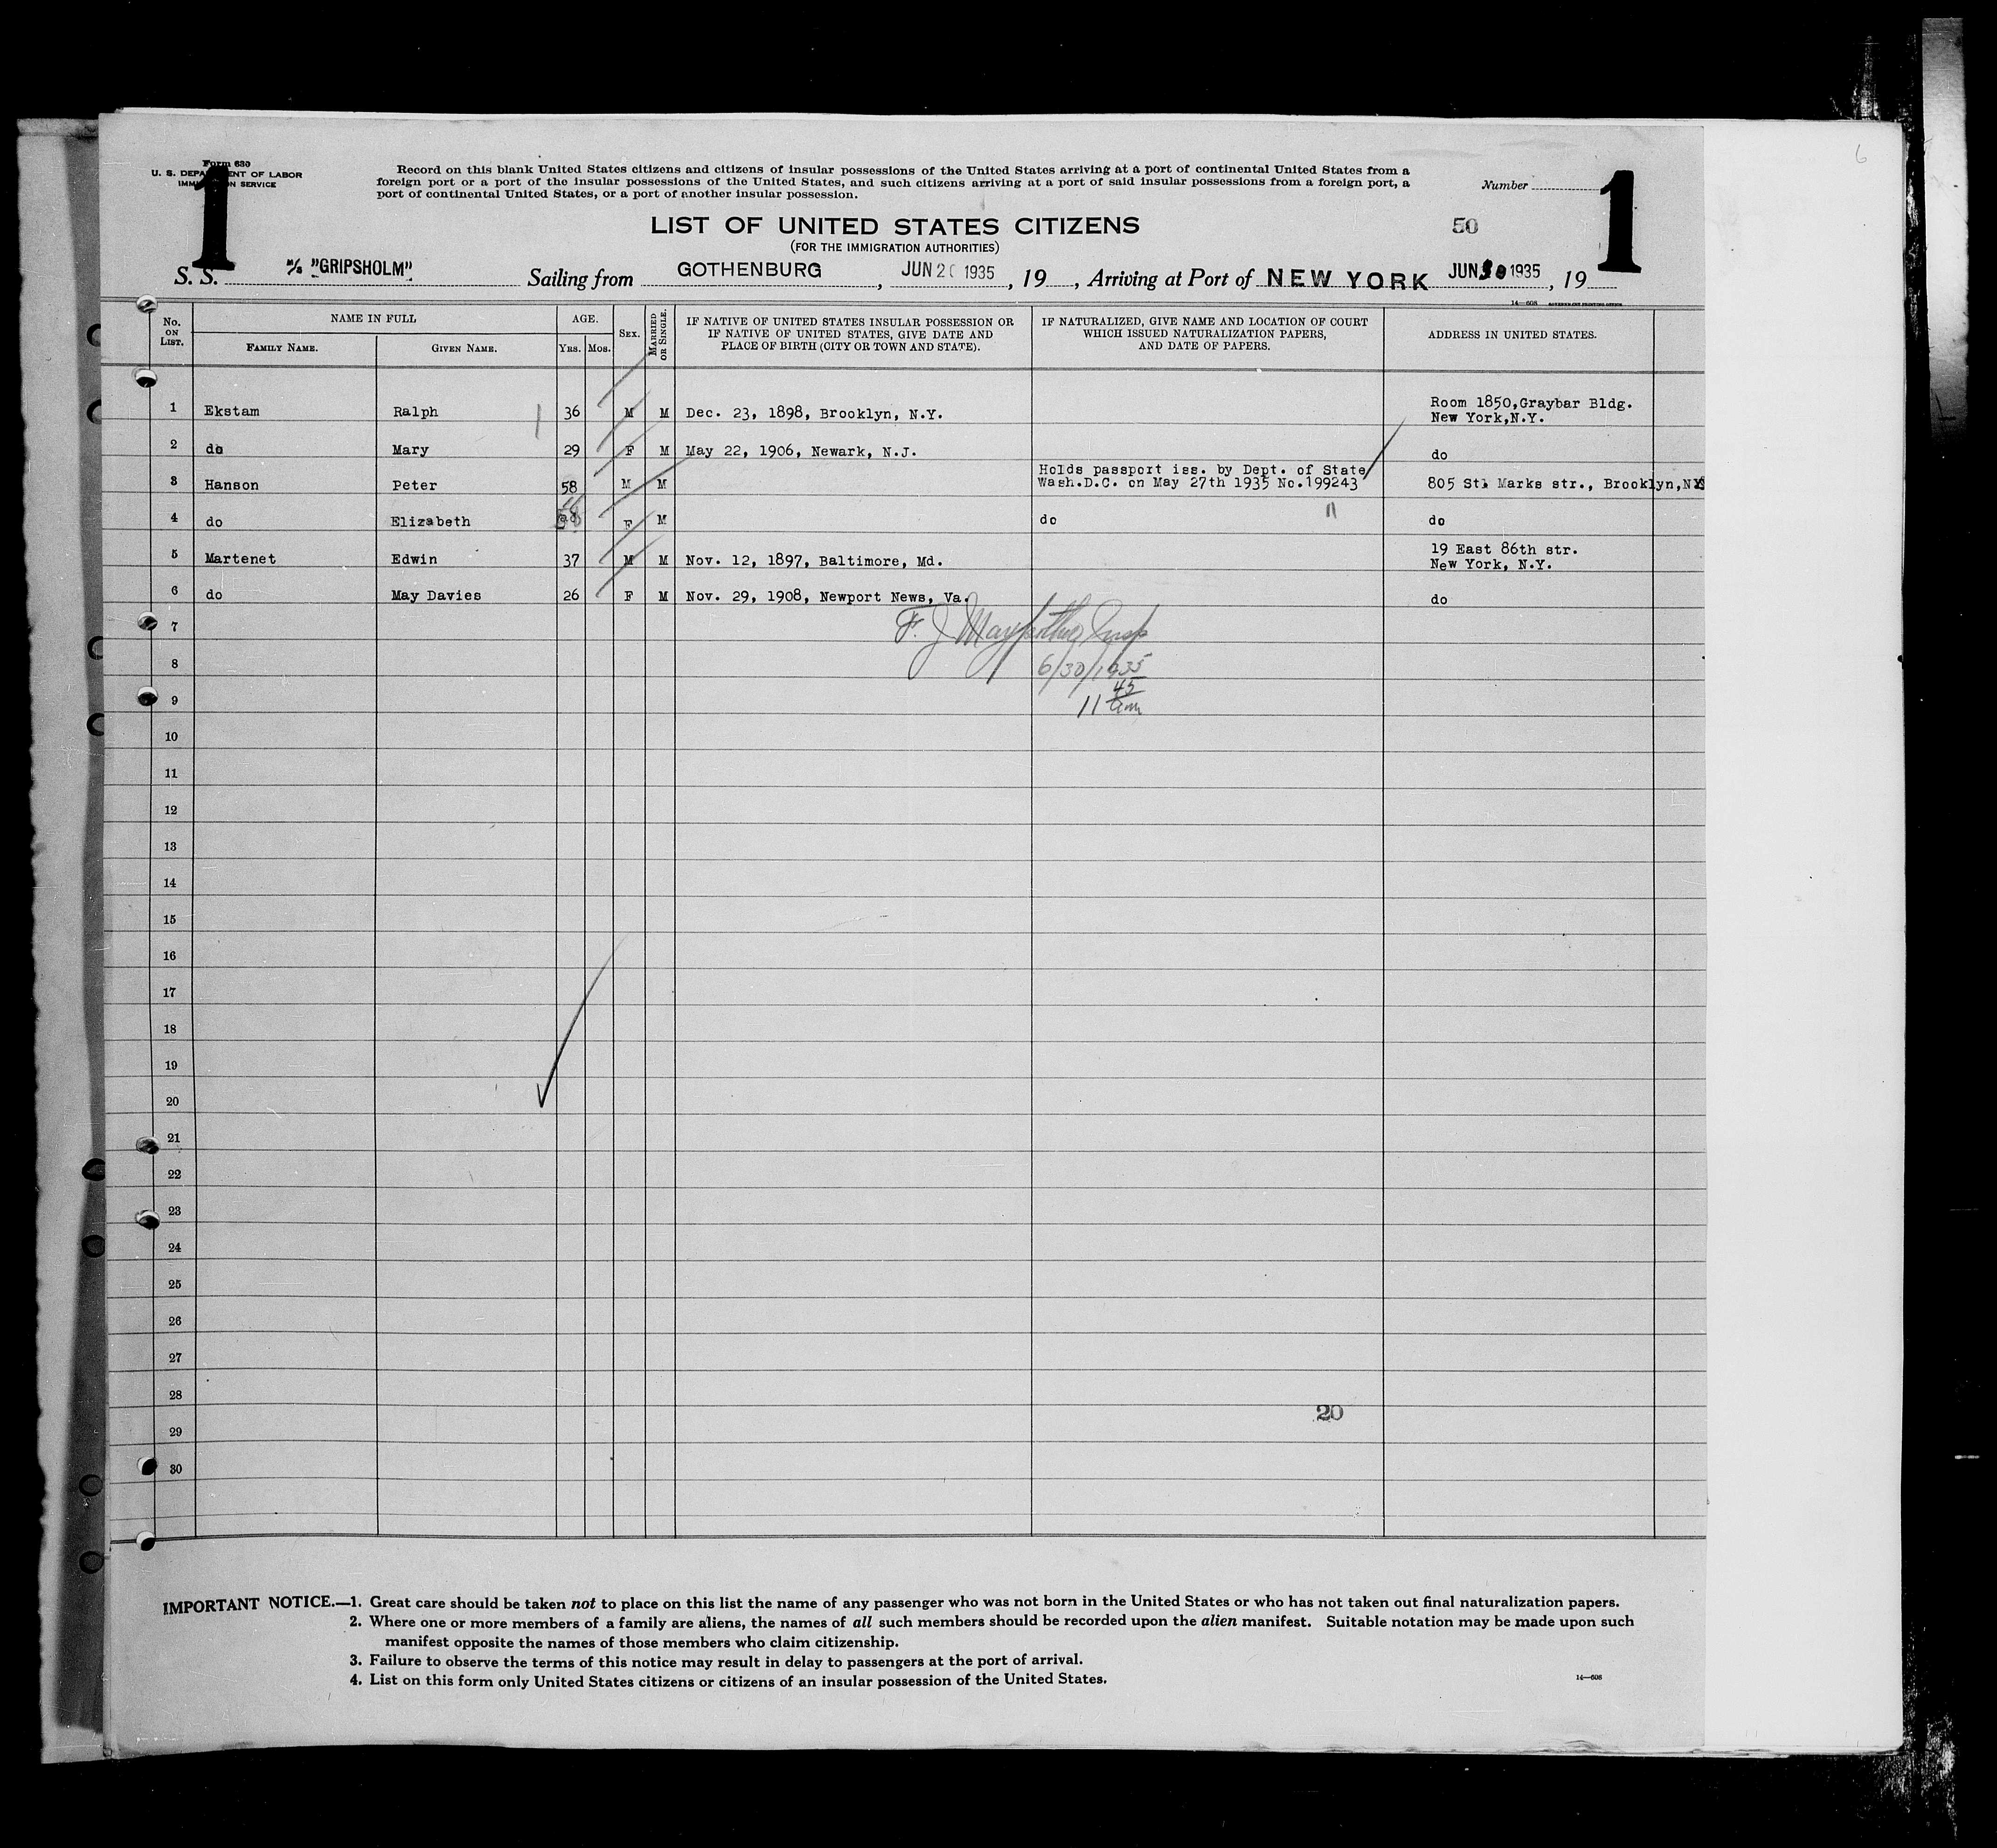 6
Form 630
U. S. DEPARTMENT OF LABOR
IMMIGRATION SERVICE
1
Record on this blank United States citizens and citizens of insular possessions of the United States arriving at a port of continental United States from a
foreign port or a port of the insular possessions of the United States, and such citizens arriving at a port of said insular possessions from a foreign port, a
port of continental United States, or a port of another insular possession.
Number
1
LIST OF UNITED STATES CITIZENS
50
(FOR THE IMMIGRATION AUTHORITIES)
S. S. M/S "GRIPSHOLM" Sailing from GOTHENBURG, JUN 20 1935, 19 , Arriving at Port of NEW YORK JUN 30 1935, 19
14—608 GOVERNMENT PRINTING OFFICE
No. ON LIST. NAME IN FULL AGE. SEX. MARRIED OR SINGLE. IF NATIVE OF UNITED STATES INSULAR POSSESSION OR IF NATIVE OF UNITED STATES, GIVE DATE AND PLACE OF BIRTH (CITY OR TOWN AND STATE). IF NATURALIZED, GIVE NAME AND LOCATION OF COURT WHICH ISSUED NATURALIZATION PAPERS, AND DATE OF PAPERS. ADDRESS IN UNITED STATES.
FAMILY NAME. GIVEN NAME. YRS. MOS.
1 Ekstam Ralph 36 M M Dec. 23, 1898, Brooklyn, N.Y. Room 1850,Graybar Bldg.
New York,N.Y.
2 do Mary 29 F M May 22, 1906, Newark, N.J. do
Holds passport iss. by Dept. of State
3 Hanson Peter 58 M M Wash.D.C. on May 27th 1935 No.199243 805 St. Marks str., Brooklyn,NY
4 do Elizabeth 58 F M do " do
5 Martenet Edwin 37 M M Nov. 12, 1897, Baltimore, Md. 19 East 86th str.
New York, N.Y.
6 do May Davies 26 F M Nov. 29, 1908, Newport News, Va. do
7 F. J. Insp
8 6/30/1935
9 11 45 am
10
11
12
13
14
15
16
17
18
19
20
21
22
23
24
25
26
27
28
20
29
30
IMPORTANT NOTICE.—1. Great care should be taken not to place on this list the name of any passenger who was not born in the United States or who has not taken out final naturalization papers.
2. Where one or more members of a family are aliens, the names of all such members should be recorded upon the alien manifest. Suitable notation may be made upon such
manifest opposite the names of those members who claim citizenship.
3. Failure to observe the terms of this notice may result in delay to passengers at the port of arrival.
4. List on this form only United States citizens or citizens of an insular possession of the United States.
14—608